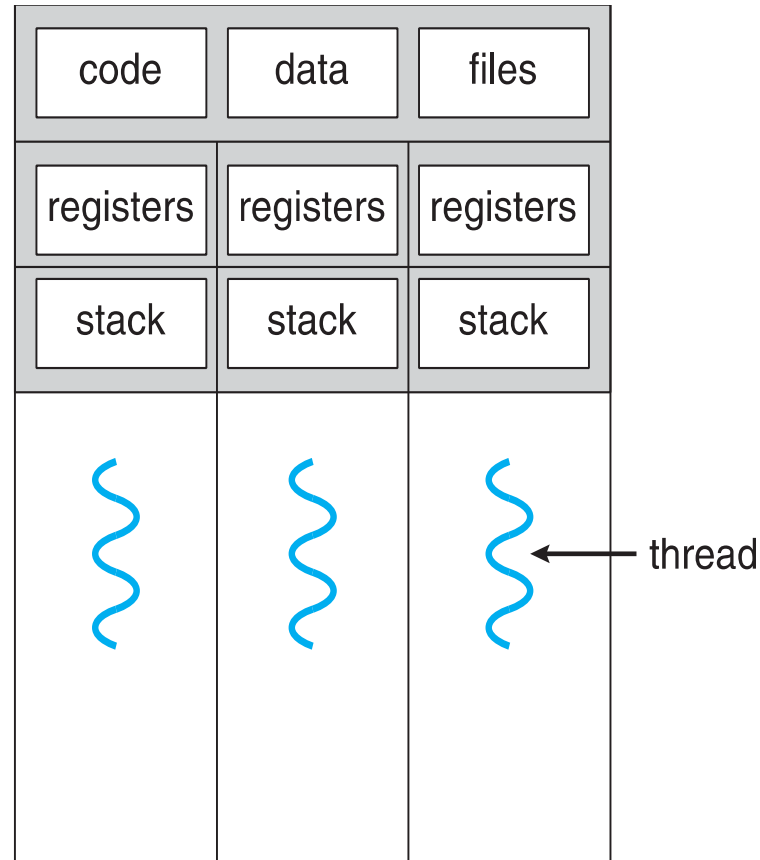 code data files
registers registers registers
stack stack stack
thread